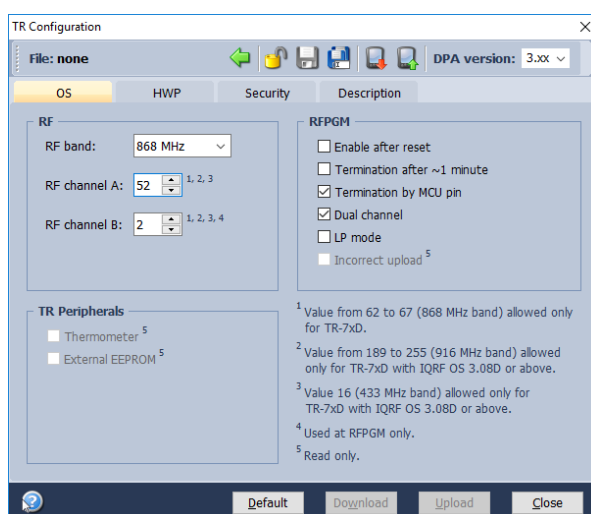 TR Configuration
File: none
DPA version: 3.xx
OS HWP Security Description
RF
RF band: 868 MHz
RF channel A: 52 1, 2, 3
RF channel B: 2 1, 2, 3, 4
RFPGM
Enable after reset
Termination after ~1 minute
Termination by MCU pin
Dual channel
LP mode
Incorrect upload 5
TR Peripherals
Thermometer 5
External EEPROM 5
1 Value from 62 to 67 (868 MHz band) allowed only
for TR-7xD.
2 Value from 189 to 255 (916 MHz band) allowed
only for TR-7xD with IQRF OS 3.08D or above.
3 Value 16 (433 MHz band) allowed only for
TR-7xD with IQRF OS 3.08D or above.
4 Used at RFPGM only.
5 Read only.
Default Download Upload Close